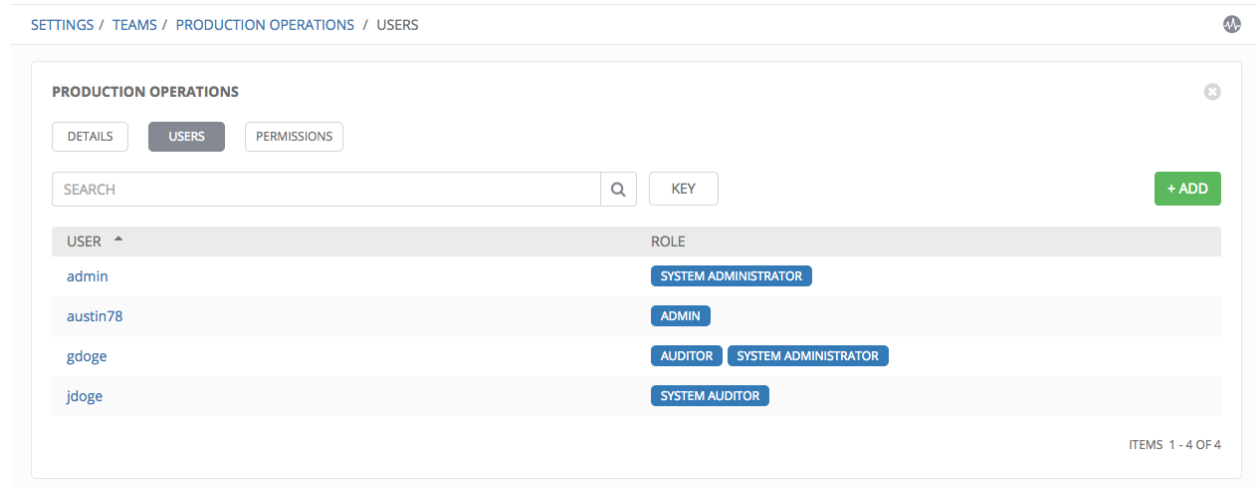 SETTINGS / TEAMS / PRODUCTION OPERATIONS / USERS
PRODUCTION OPERATIONS
DETAILS USERS PERMISSIONS
SEARCH KEY + ADD
USER ROLE
admin SYSTEM ADMINISTRATOR
austin78 ADMIN
gdoge AUDITOR SYSTEM ADMINISTRATOR
jdoge SYSTEM AUDITOR
ITEMS 1 - 4 OF 4